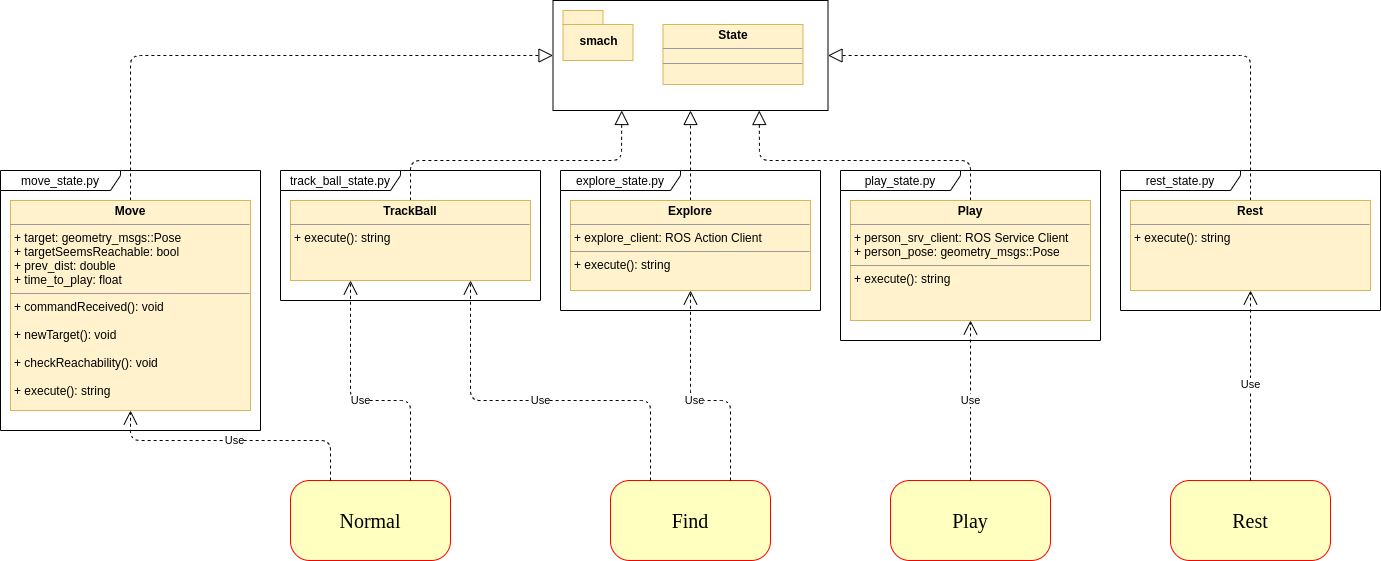 smach
State
move_state.py
Move
+ target: geometry_msgs::Pose
+ targetSeemsReachable: bool
+ prev_dist: double
+ time_to_play: float
+ commandReceived(): void
+ newTarget(): void
+ checkReachability(): void
+ execute(): string
track_ball_state.py
TrackBall
+ execute(): string
explore_state.py
Explore
+ explore_client: ROS Action Client
+ execute(): string
play_state.py
Play
+ person_srv_client: ROS Service Client
+ person_pose: geometry_msgs::Pose
+ execute(): string
rest_state.py
Rest
+ execute(): string
Use
Use
Use
Use
Use
Use
Normal
Find
Play
Rest